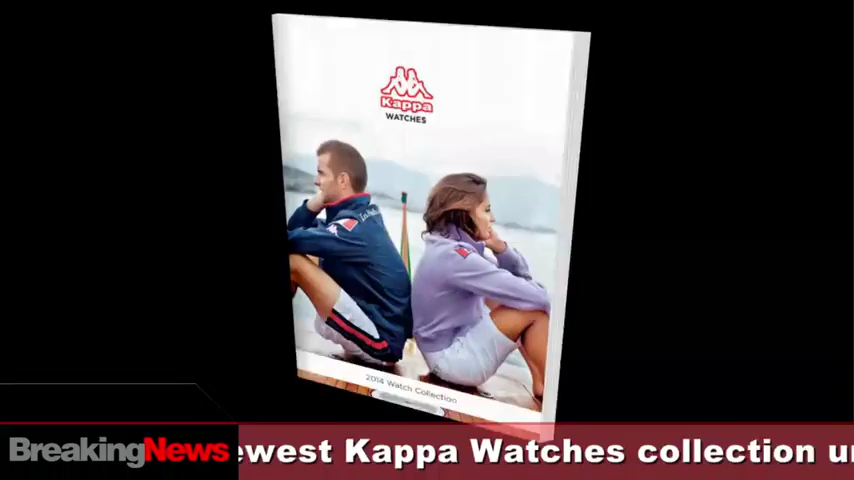 Kappa
WATCHES
2014 Watch Collection
BreakingNews
ewest Kappa Watches collection u